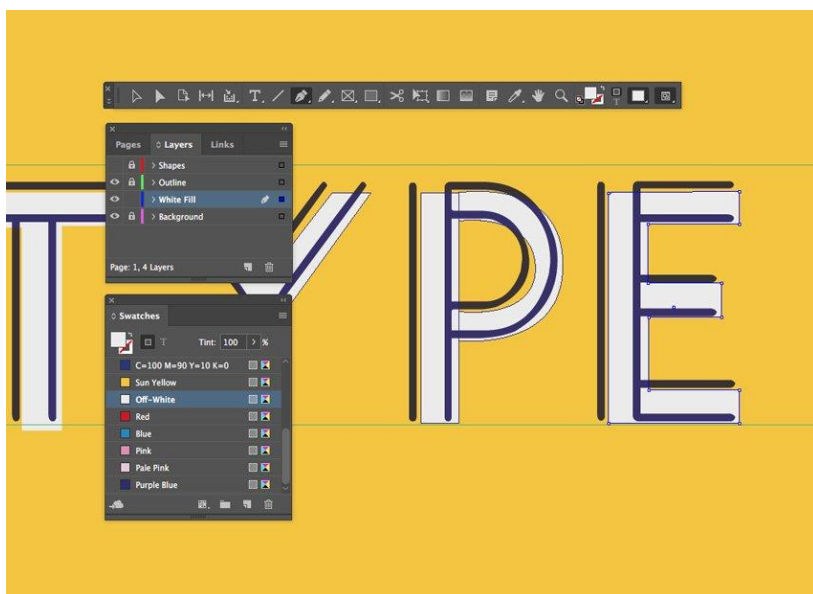 T
Pages Layers Links
Shapes
Outline
White Fill
Background
Page: 1, 4 Layers
TYPE
Swatches
T Tint: 100 %
C=100 M=90 Y=10 K=0
Sun Yellow
Off-White
Red
Blue
Pink
Pale Pink
Purple Blue